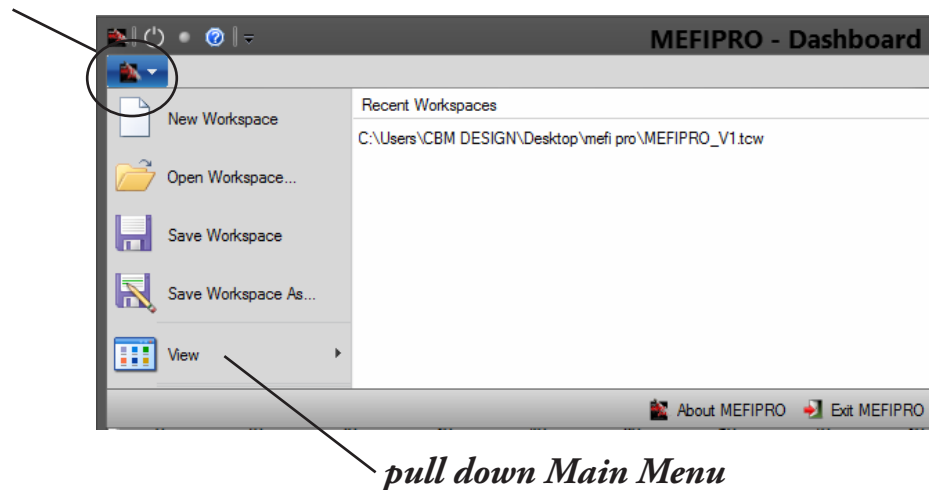 MEFIPRO - Dashboard
New Workspace
Open Workspace...
Save Workspace
Save Workspace As...
View
Recent Workspaces
C:\Users\CBM DESIGN\Desktop\mefi pro\MEFIPRO_V1.tcw
About MEFIPRO
Exit MEFIPRO
pull down Main Menu